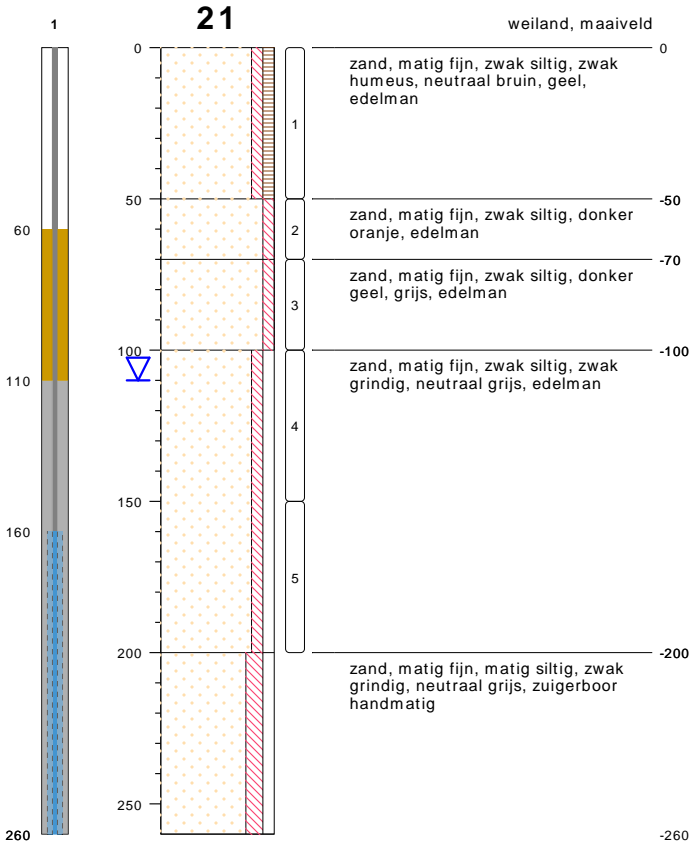 1
21
weiland, maaiveld
0
0
zand, matig fijn, zwak siltig, zwak
humeus, neutraal bruin, geel,
edelman
1
50
-50
zand, matig fijn, zwak siltig, donker
oranje, edelman
2
60
-70
zand, matig fijn, zwak siltig, donker
geel, grijs, edelman
3
100
-100
zand, matig fijn, zwak siltig, zwak
grindig, neutraal grijs, edelman
110
4
150
160
5
200
-200
zand, matig fijn, matig siltig, zwak
grindig, neutraal grijs, zuigerboor
handmatig
250
260
-260